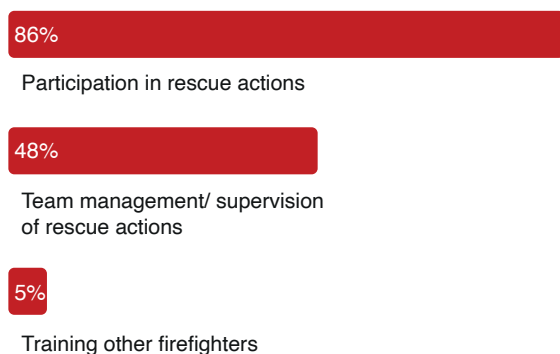 86%
Participation in rescue actions
48%
Team management/ supervision
of rescue actions
5%
Training other firefighters